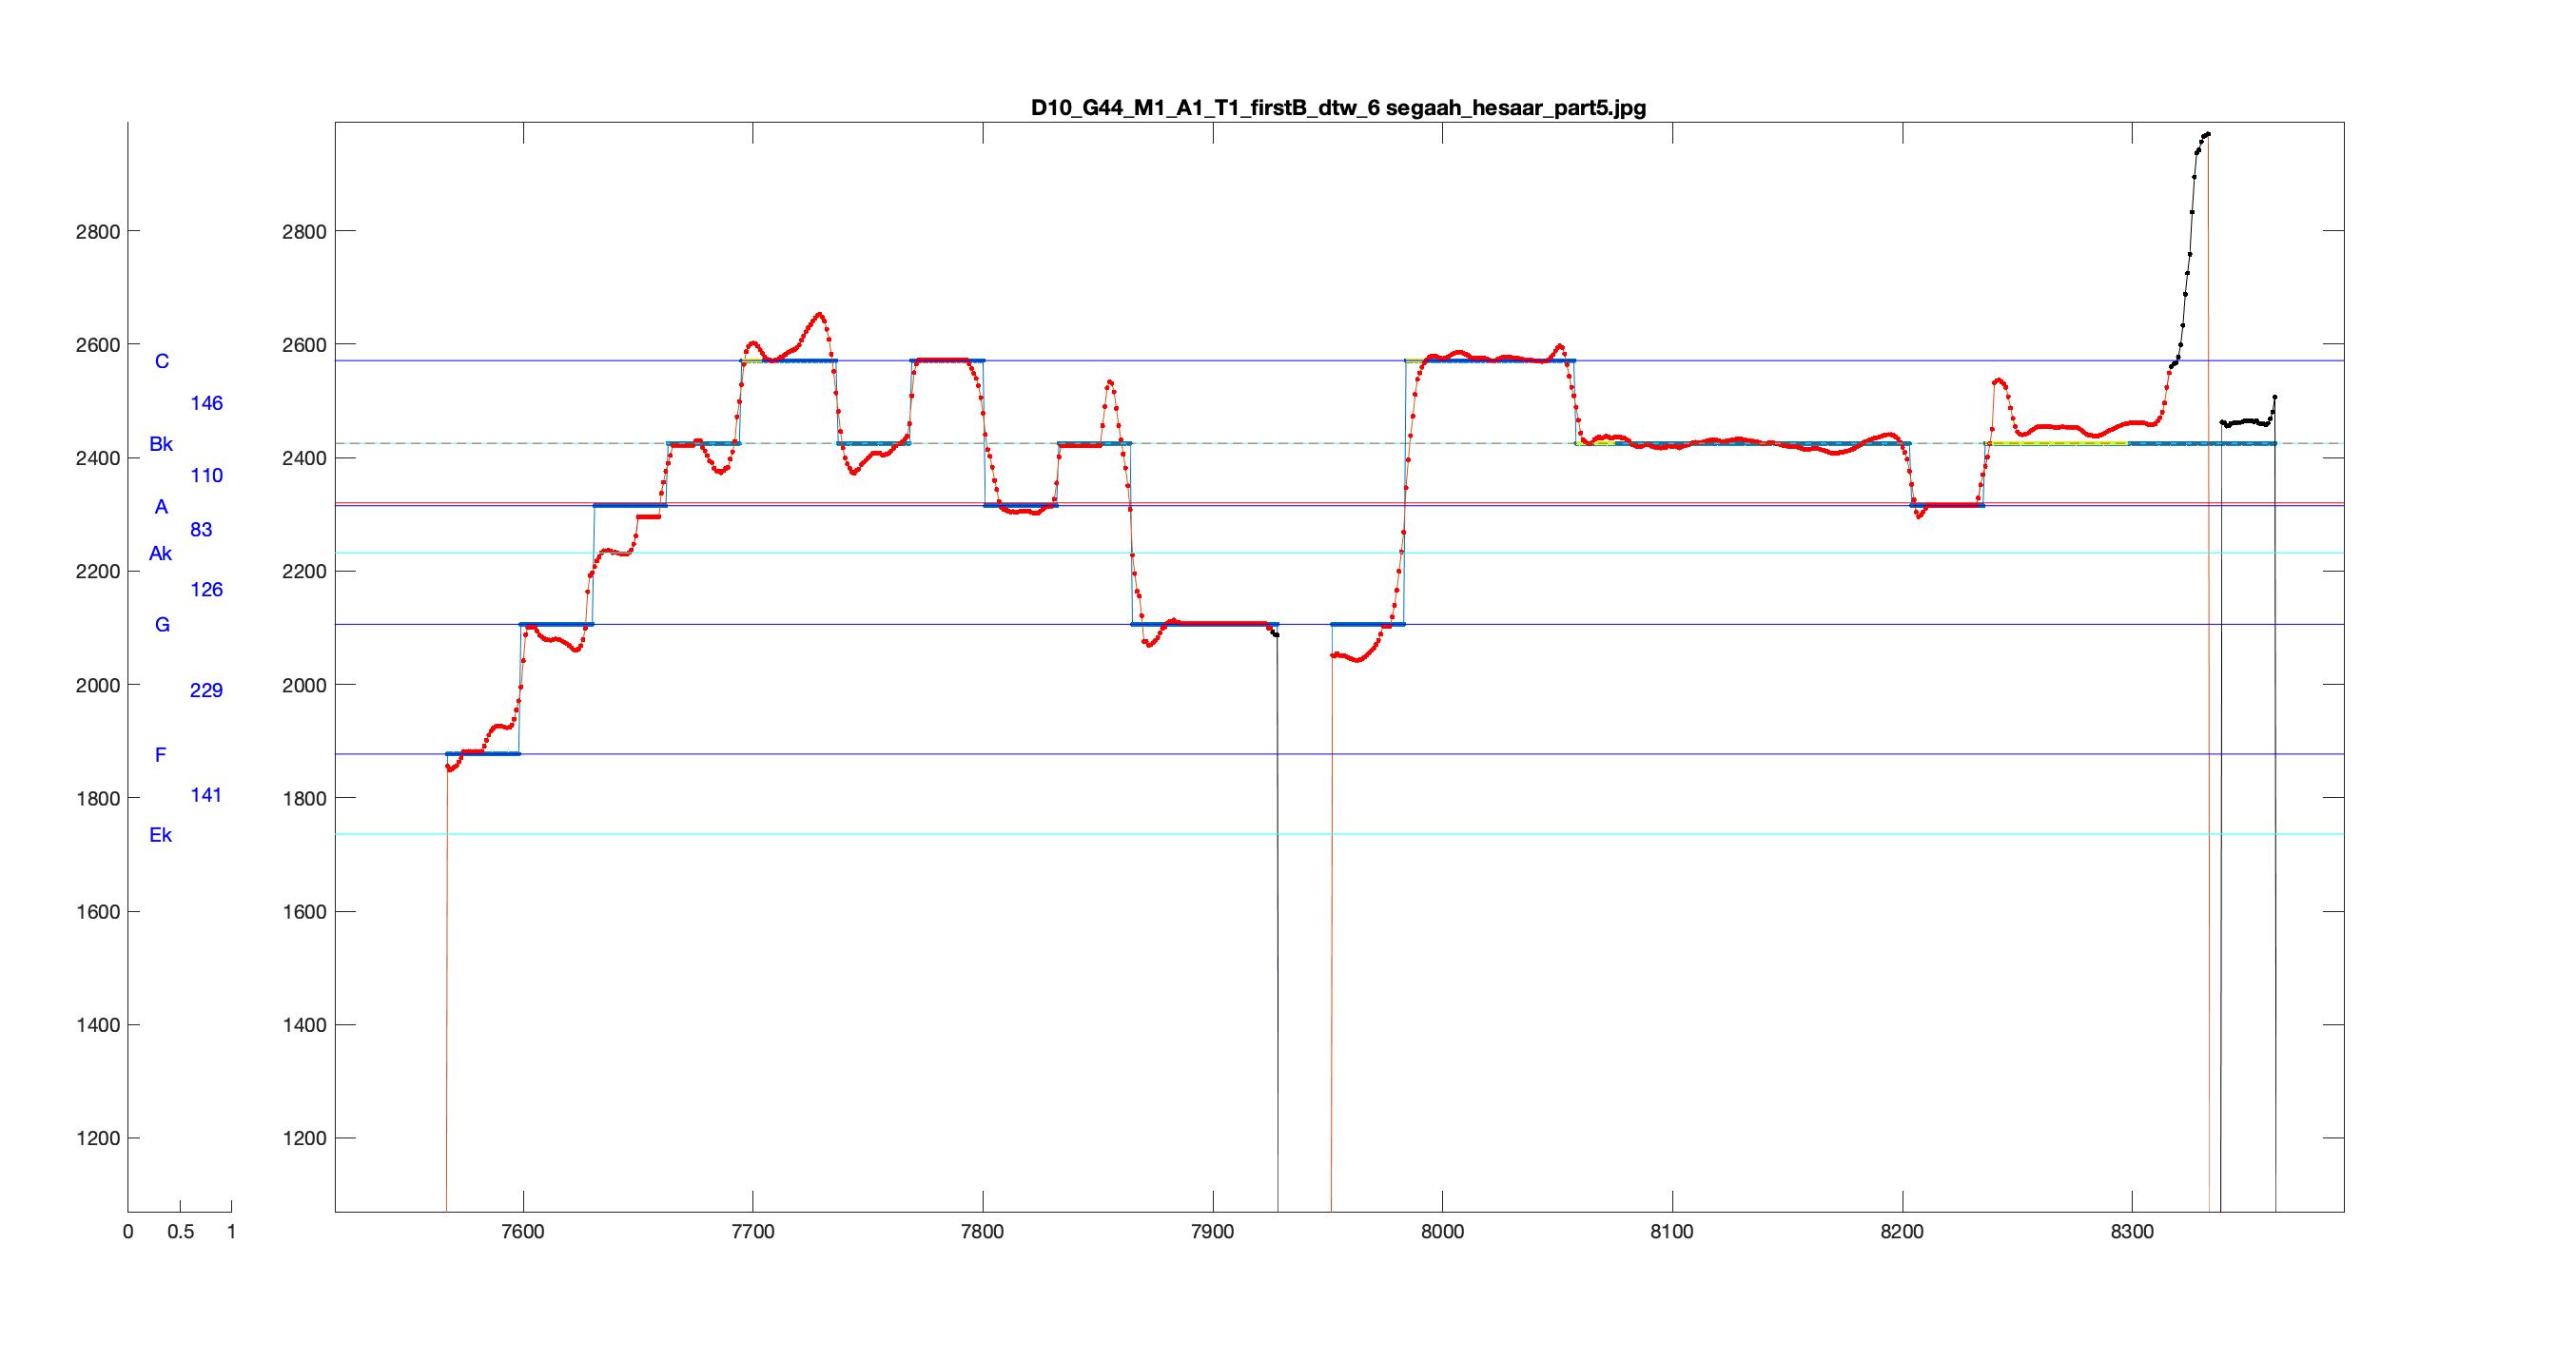 D10_G44_M1_A1_T1_firstB_dtw_6 segaah_hesaar_part5.jpg
2800 2800
2600 2600
C
146
Bk
2400 2400
110
A
83
Ak
2200 2200
126
G
2000 2000
229
F
141
1800 1800
Ek
1600 1600
1400 1400
1200 1200
0 0.5 1 7600 7700 7800 7900 8000 8100 8200 8300